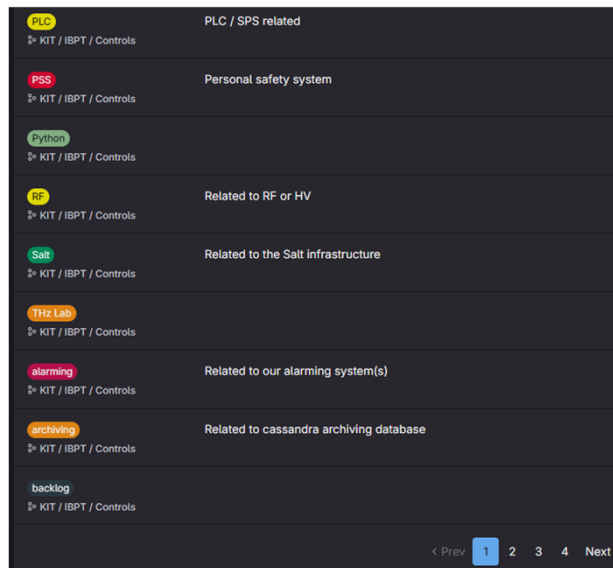 PLC PLC / SPS related
KIT / IBPT / Controls
PSS Personal safety system
KIT / IBPT / Controls
Python
KIT / IBPT / Controls
RF Related to RF or HV
KIT / IBPT / Controls
Salt Related to the Salt infrastructure
KIT / IBPT / Controls
THz Lab
KIT / IBPT / Controls
alarming Related to our alarming system(s)
KIT / IBPT / Controls
archiving Related to cassandra archiving database
KIT / IBPT / Controls
backlog
KIT / IBPT / Controls
< Prev 1 2 3 4 Next